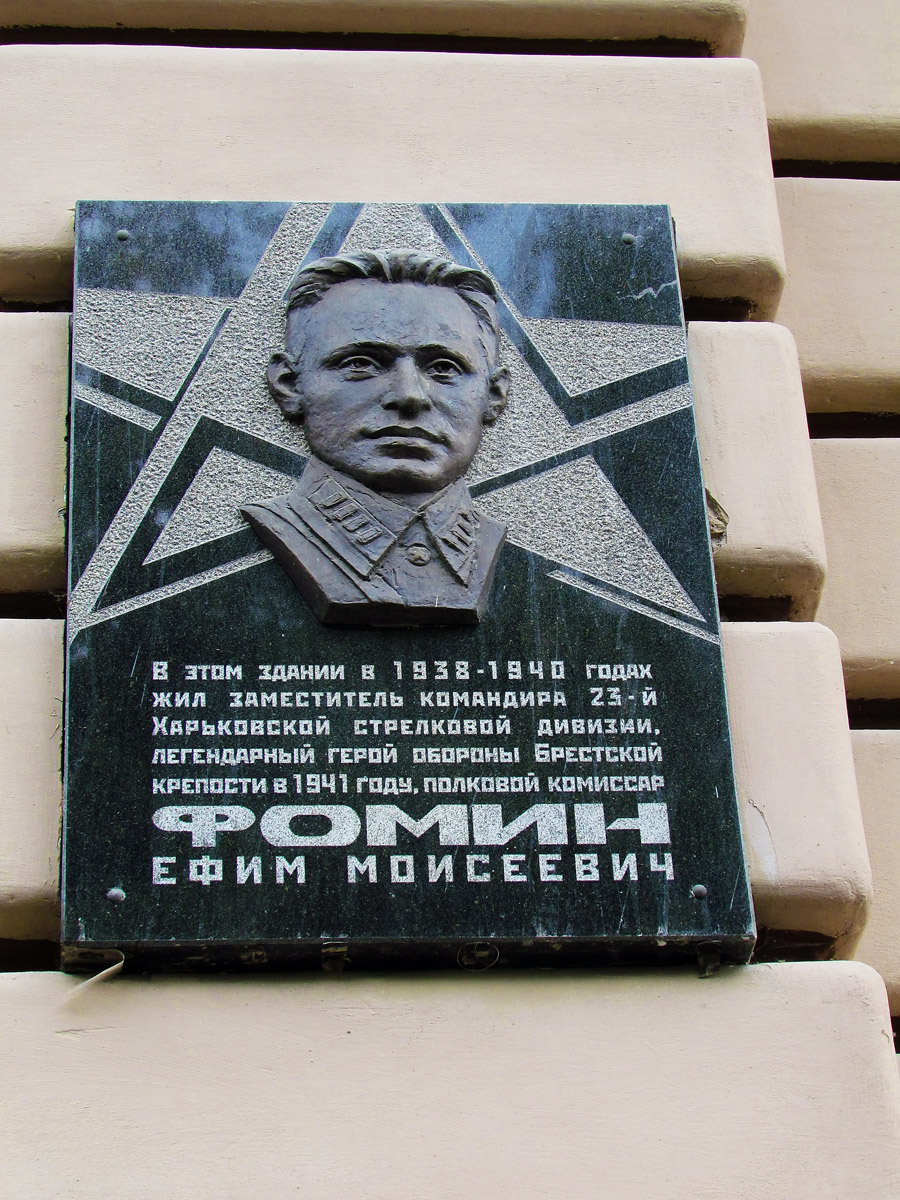 В этом здании в 1938-1940 годах
жил заместитель командира 23-й
Харьковской стрелковой дивизии,
легендарный герой обороны Брестской
крепости в 1941 году, полковой комиссар
ФОМИН
ЕФИМ МОИСЕЕВИЧ